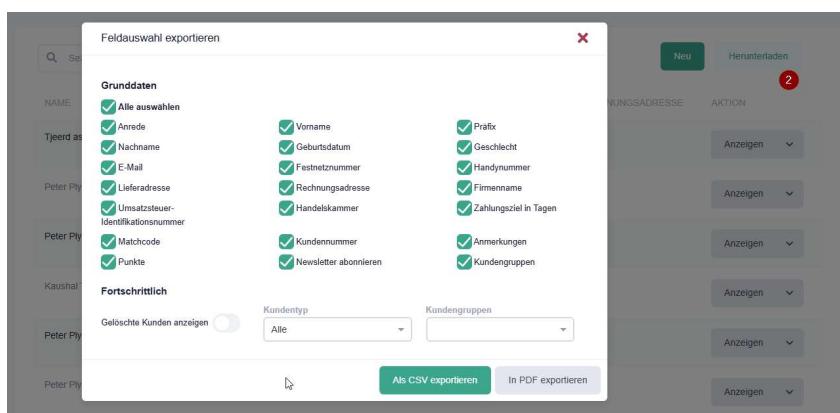 Feldauswahl exportieren
Se
Neu
Herunterladen
2
Grunddaten
NAME
NUNGSADRESSE
AKTION
Alle auswählen
Anrede
Vorname
Präfix
Tjeerd as
Nachname
Geburtsdatum
Geschlecht
Anzeigen
E-Mail
Festnetznummer
Handynummer
Peter Ply
Lieferadresse
Rechnungsadresse
Firmenname
Anzeigen
Umsatzsteuer-
Identifikationsnummer
Handelskammer
Zahlungsziel in Tagen
Peter Ply
Matchcode
Kundennummer
Anmerkungen
Anzeigen
Punkte
Newsletter abonnieren
Kundengruppen
Kaushal
Fortschrittlich
Anzeigen
Kundentyp
Kundengruppen
Gelöschte Kunden anzeigen
Alle
Peter Ply
Anzeigen
Als CSV exportieren
In PDF exportieren
Peter Ply
Anzeigen